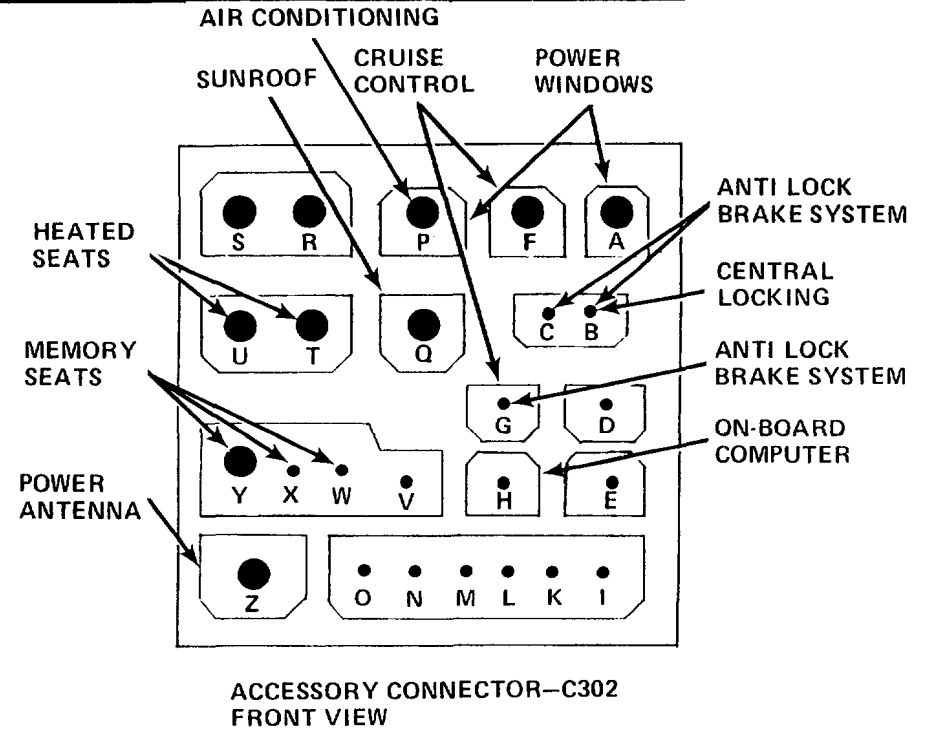 AIR CONDITIONING
SUNROOF
CRUISE
CONTROL
POWER
WINDOWS
S R P F A
ANTI LOCK
BRAKE SYSTEM
HEATED
SEATS
CENTRAL
LOCKING
U T Q C B
MEMORY
SEATS
ANTI LOCK
BRAKE SYSTEM
G D
ON-BOARD
COMPUTER
Y X W V H E
POWER
ANTENNA
Z O N M L K I
ACCESSORY CONNECTOR—C302
FRONT VIEW